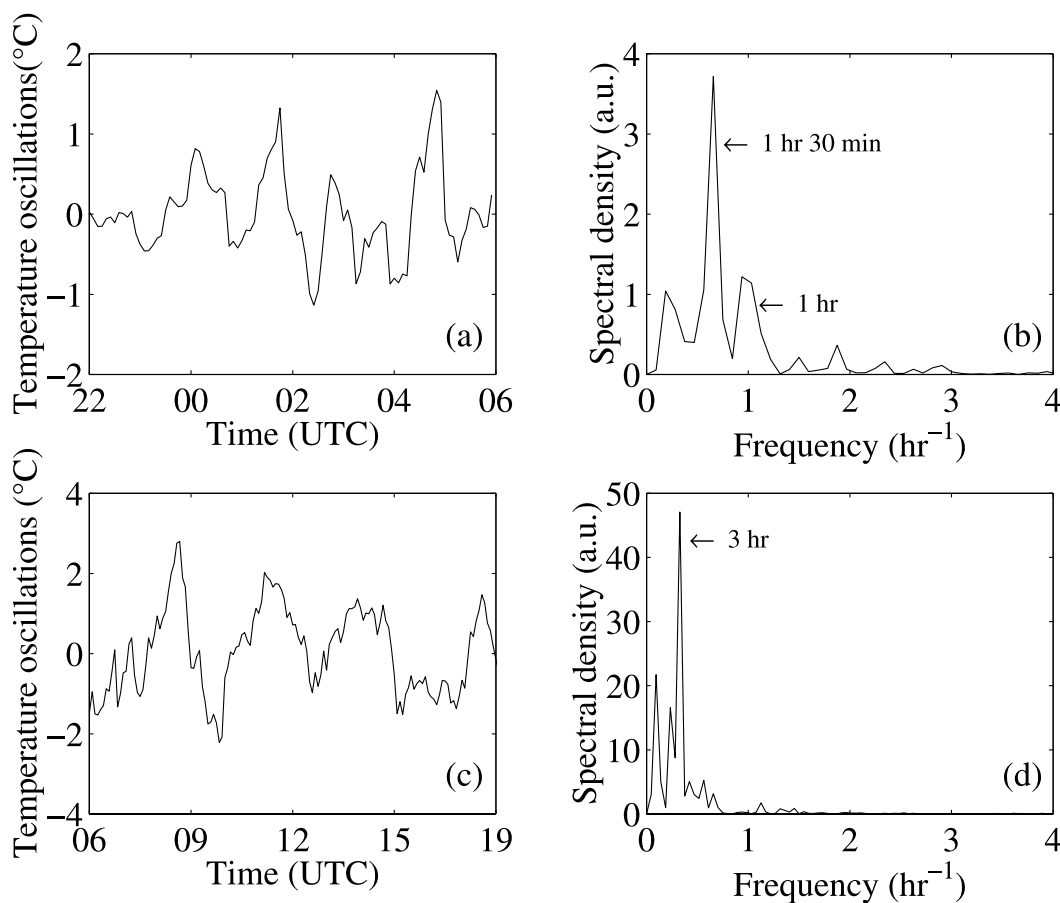 Temperature oscillations(°C)
2
1
0
−1
−2
22
00
02
04
06
Time (UTC)
(a)
Spectral density (a.u.)
4
3
2
1
0
← 1 hr 30 min
← 1 hr
(b)
0
1
2
3
4
Frequency (hr−1)
Temperature oscillations (°C)
4
2
0
−2
−4
06
09
12
15
19
Time (UTC)
(c)
Spectral density (a.u.)
50
40
30
20
10
0
← 3 hr
(d)
0
1
2
3
4
Frequency (hr−1)